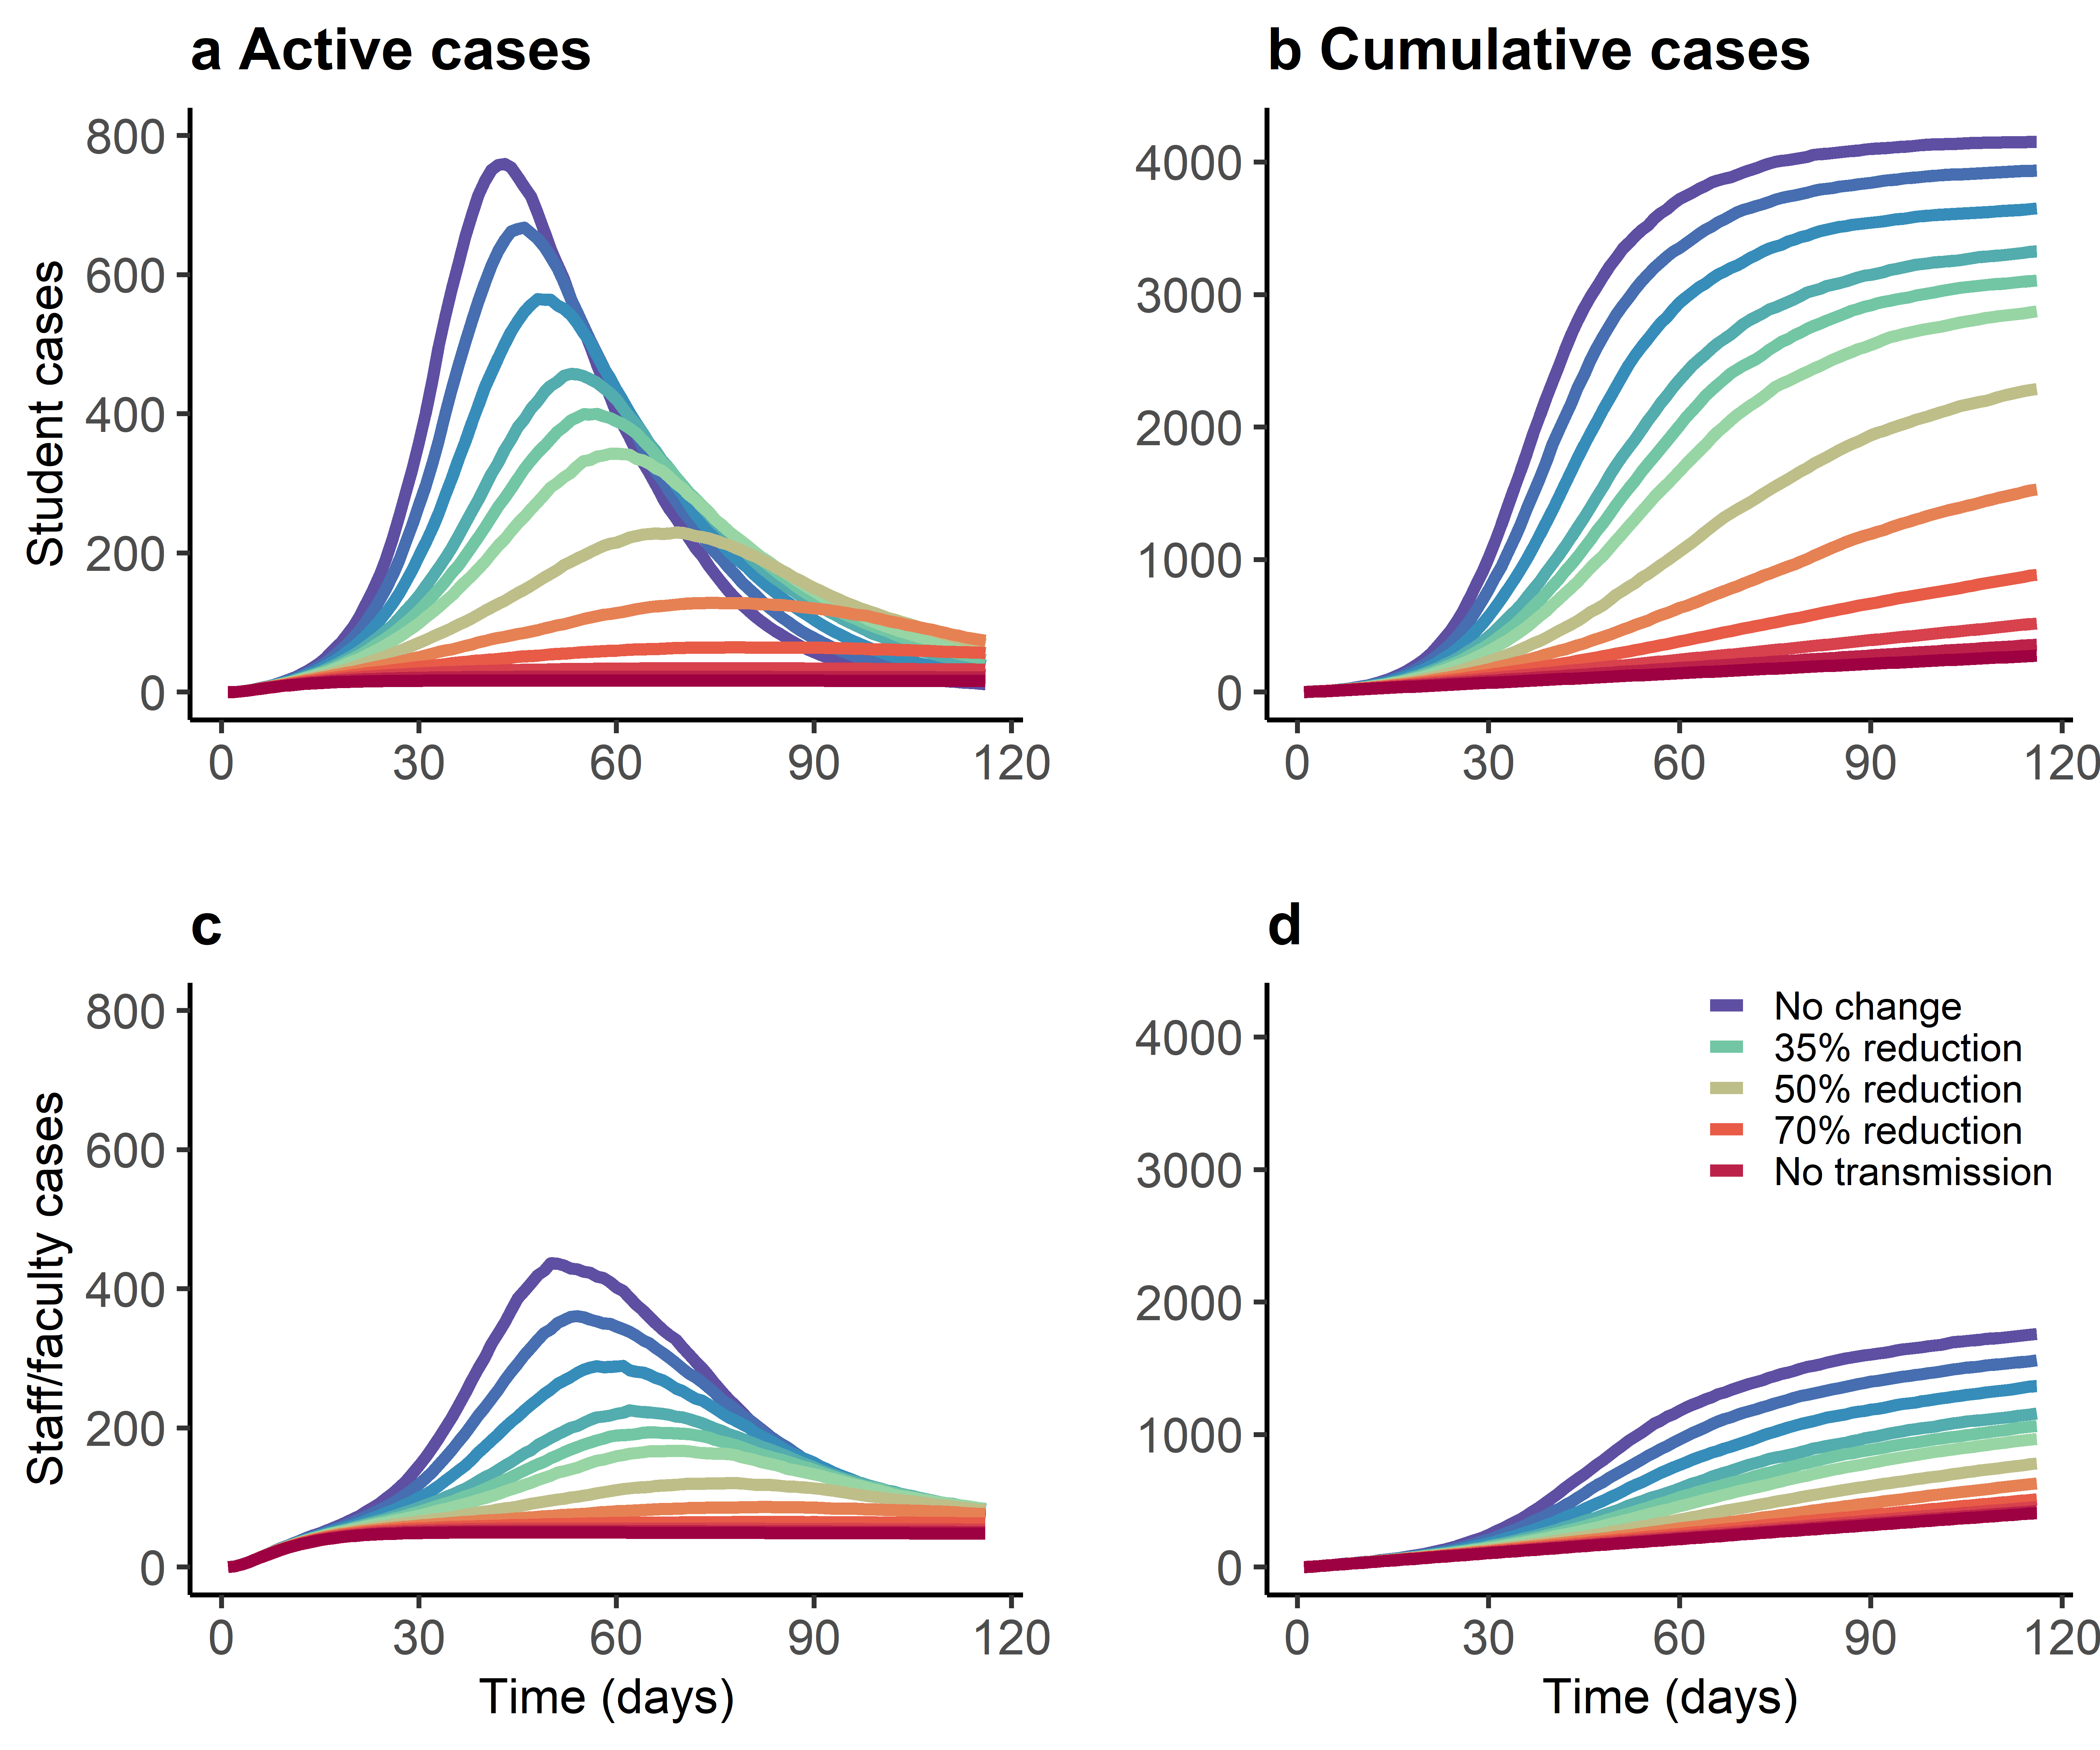 a Active cases
b Cumulative cases
Student cases
800
600
400
200
0
0 30 60 90 120
4000
3000
2000
1000
0
0 30 60 90 120
c
d
Staff/faculty cases
800
600
400
200
0
0 30 60 90 120
Time (days)
4000
3000
2000
1000
0
No change
35% reduction
50% reduction
70% reduction
No transmission
0 30 60 90 120
Time (days)